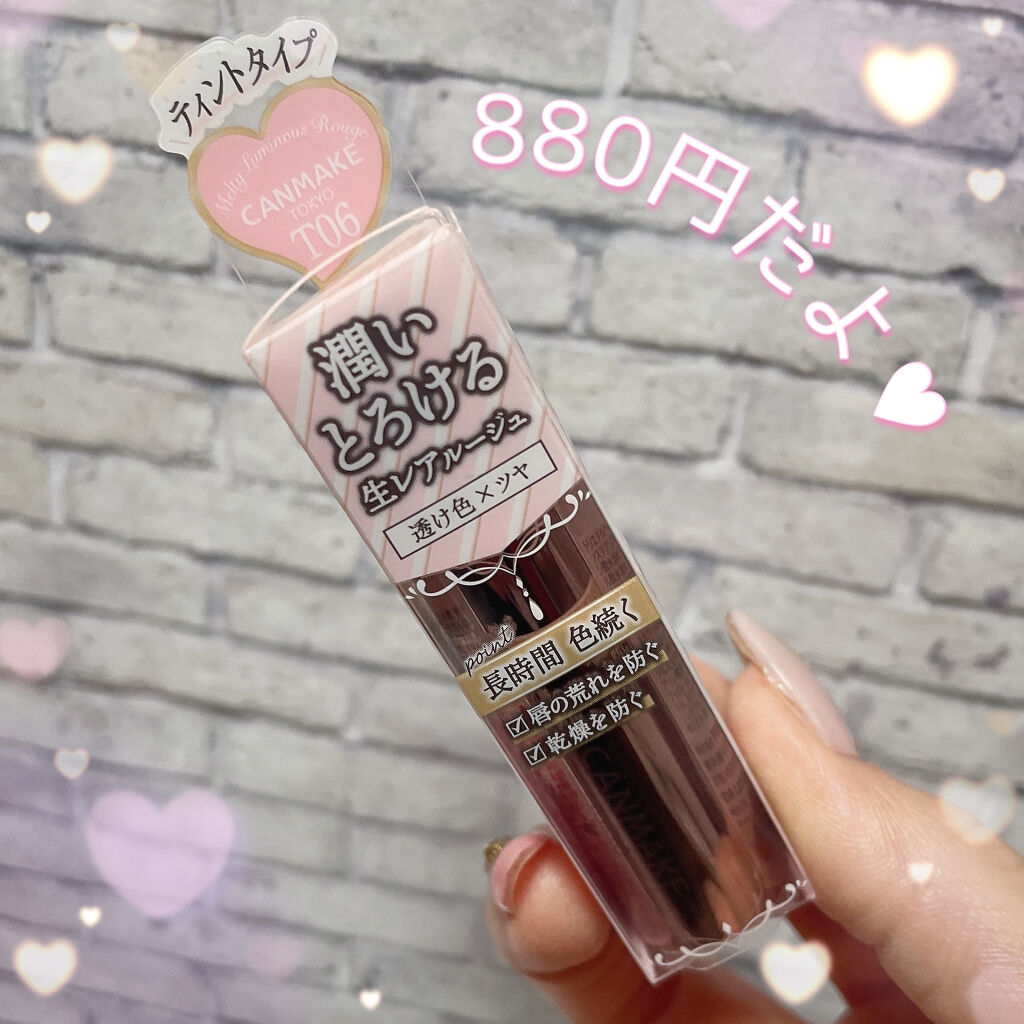 ティントタイプ
Melty Luminous Rouge
CANMAKE
TOKYO
T06
880円だよ
潤い
とろける
生レアルージュ
透け色×ツヤ
point
長時間 色続く
唇の荒れを防ぐ
乾燥を防ぐ
CANMAKE